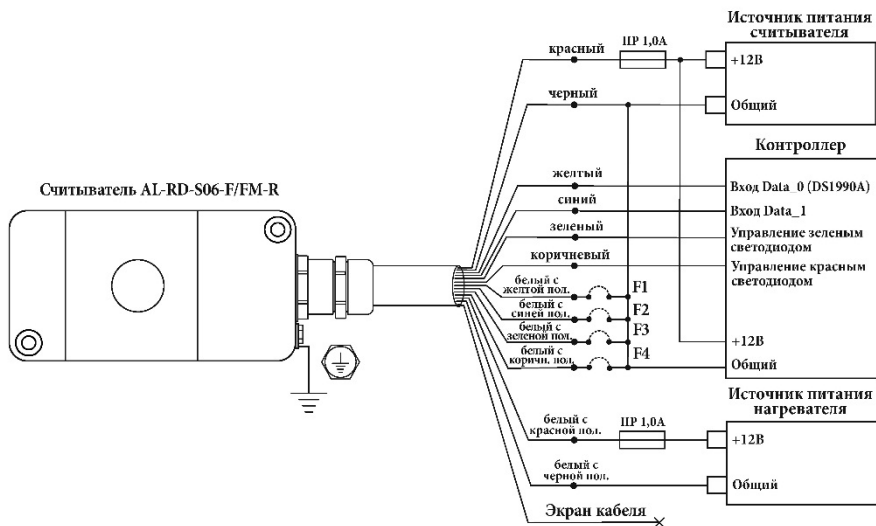 Источник питания
считывателя
красный
ПР 1,0А
+12В
черный
Общий
Контроллер
Считыватель AL-RD-S06-F/FM-R
желтый
Вход Data_0 (DS1990A)
синий
Вход Data_1
зеленый
Управление зеленым
светодиодом
коричневый
Управление красным
светодиодом
белый с
желтой пол.
F1
белый с
синей пол.
F2
белый с
зеленой пол.
F3
белый с
коричн. пол.
F4
+12В
Общий
Источник питания
нагревателя
белый с
красной пол.
ПР 1,0А
+12В
белый с
черной пол.
Общий
Экран кабеля